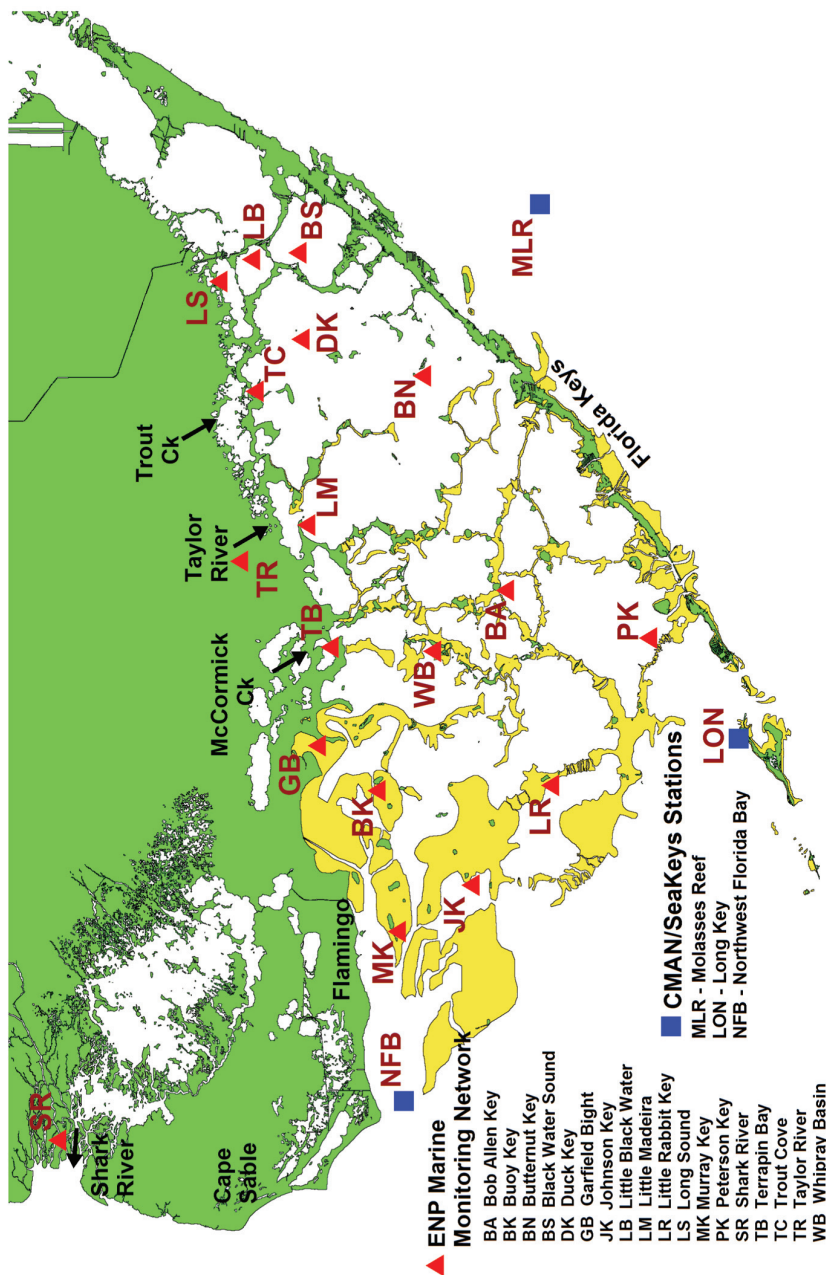 SR
Shark
River
Cape
Sable
Flamingo
NFB
MK
JK
BK
GB
LR
McCormick
Ck
TB
WB
BA
PK
LON
Taylor
River
TR
LM
Trout
Ck
TC
LS
LB
BS
DK
BN
MLR
Florida Keys
ENP Marine
Monitoring Network
BA Bob Allen Key
BK Buoy Key
BN Butternut Key
BS Black Water Sound
DK Duck Key
GB Garfield Bight
JK Johnson Key
LB Little Black Water
LM Little Madeira
LR Little Rabbit Key
LS Long Sound
MK Murray Key
PK Peterson Key
SR Shark River
TB Terrapin Bay
TC Trout Cove
TR Taylor River
WB Whipray Basin
CMAN/SeaKeys Stations
MLR - Molasses Reef
LON - Long Key
NFB - Northwest Florida Bay